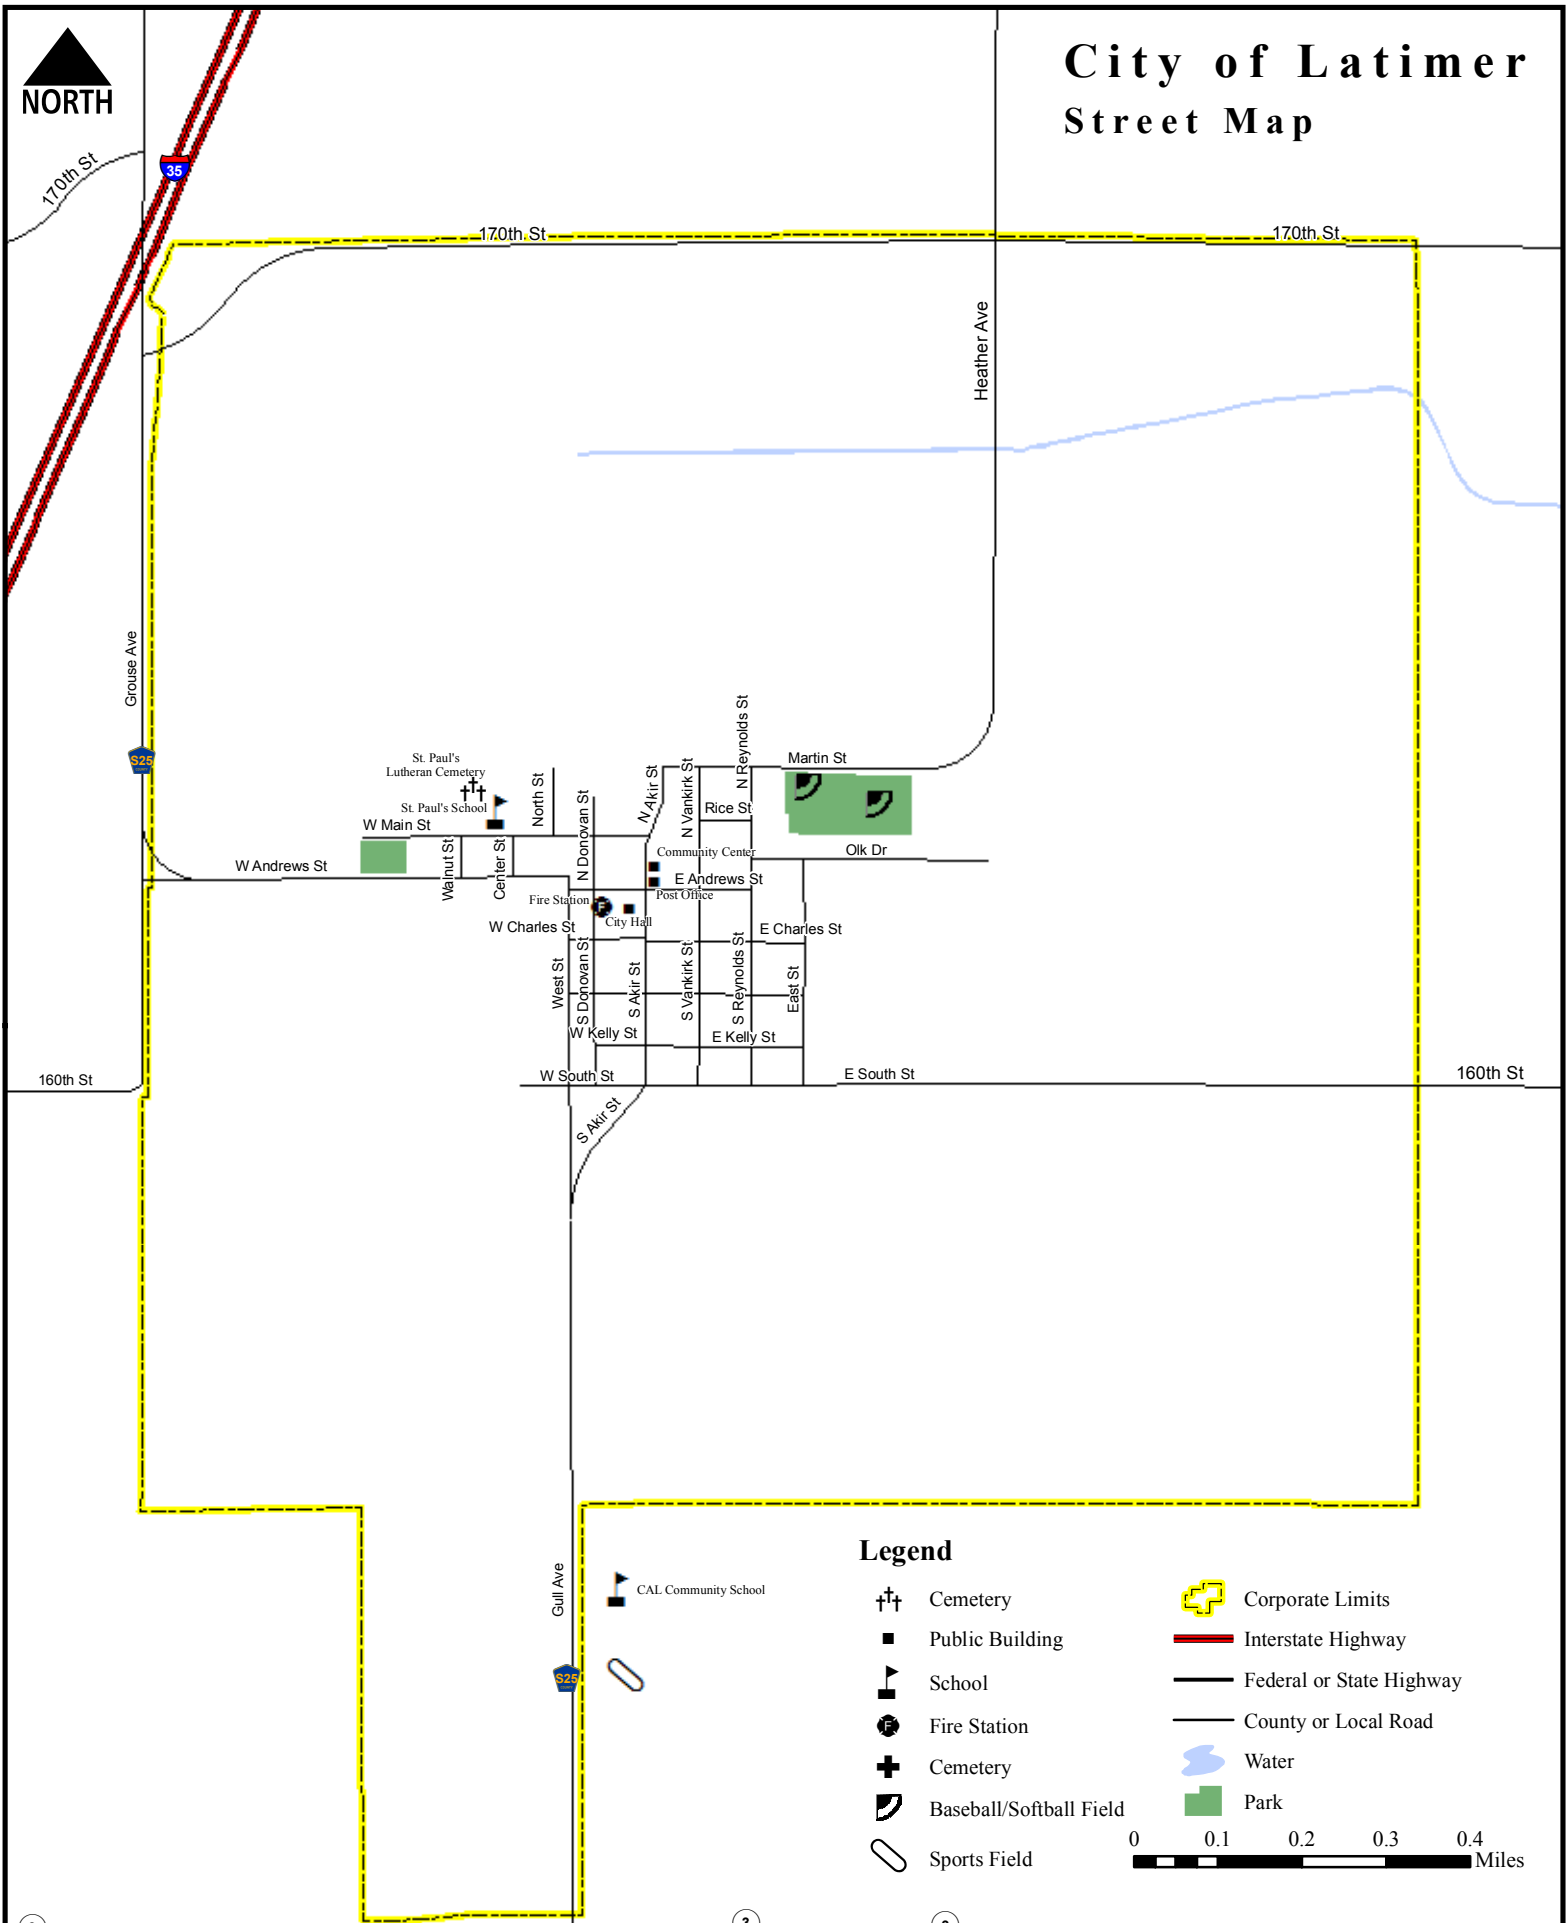 City of Latimer
Street Map
NORTH
170th St
35
170th St
170th St
Heather Ave
Grouse Ave
S25
St. Paul's
Lutheran Cemetery
St. Paul's School
North St
N Donovan St
N Akir St
N Vankirk St
N Reynolds St
Martin St
Rice St
W Main St
Walnut St
Center St
Community Center
Olk Dr
W Andrews St
E Andrews St
Post Office
Fire Station
F
City Hall
W Charles St
E Charles St
West St
S Donovan St
S Akir St
S Vankirk St
S Reynolds St
East St
W Kelly St
E Kelly St
160th St
W South St
E South St
160th St
S Akir St
Gull Ave
CAL Community School
S25
Legend
Cemetery
Public Building
School
F
Fire Station
Cemetery
Baseball/Softball Field
Sports Field
Corporate Limits
Interstate Highway
Federal or State Highway
County or Local Road
Water
Park
0 0.1 0.2 0.3 0.4
Miles